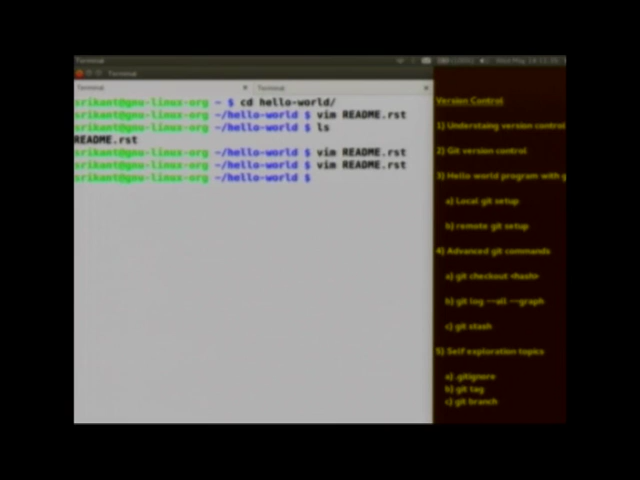 Terminal
Terminal
Terminal
Terminal
srikant@gnu-linux-org ~ $ cd hello-world/
srikant@gnu-linux-org ~/hello-world $ vim README.rst
srikant@gnu-linux-org ~/hello-world $ ls
README.rst
srikant@gnu-linux-org ~/hello-world $ vim README.rst
srikant@gnu-linux-org ~/hello-world $ vim README.rst
srikant@gnu-linux-org ~/hello-world $
Version Control
1) Understaing version control
2) Git version control
3) Hello world program with g
a) Local git setup
b) remote git setup
4) Advanced git commands
a) git checkout <hash>
b) git log --all --graph
c) git stash
5) Self exploration topics
a) .gitignore
b) git tag
c) git branch